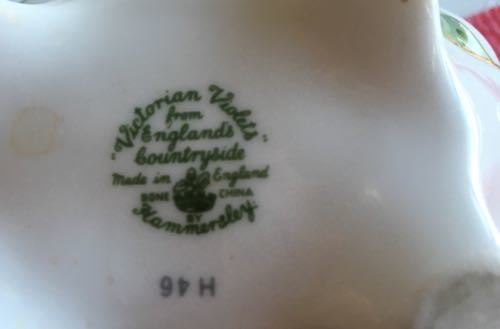 "Victorian Violets"
from
England's
Countryside
Made in England
BONE CHINA
BY
Hammersley
H 46